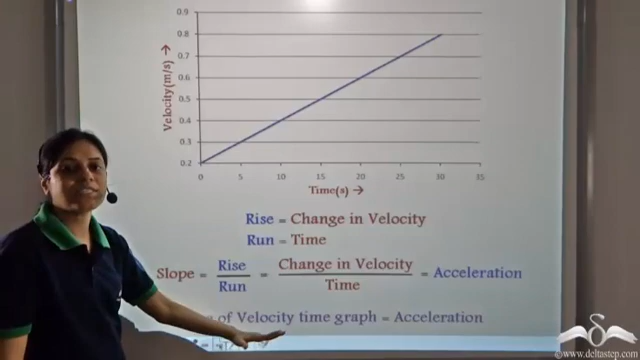 0.9
0.8
0.7
0.6
0.5
0.4
0.3
0.2
Velocity(m/s) →
0 5 10 15 20 25 30 35
Time(s) →
Rise = Change in Velocity
Run = Time
Slope = Rise / Run = Change in Velocity / Time = Acceleration
of Velocity time graph = Acceleration
©www.deltastep.com